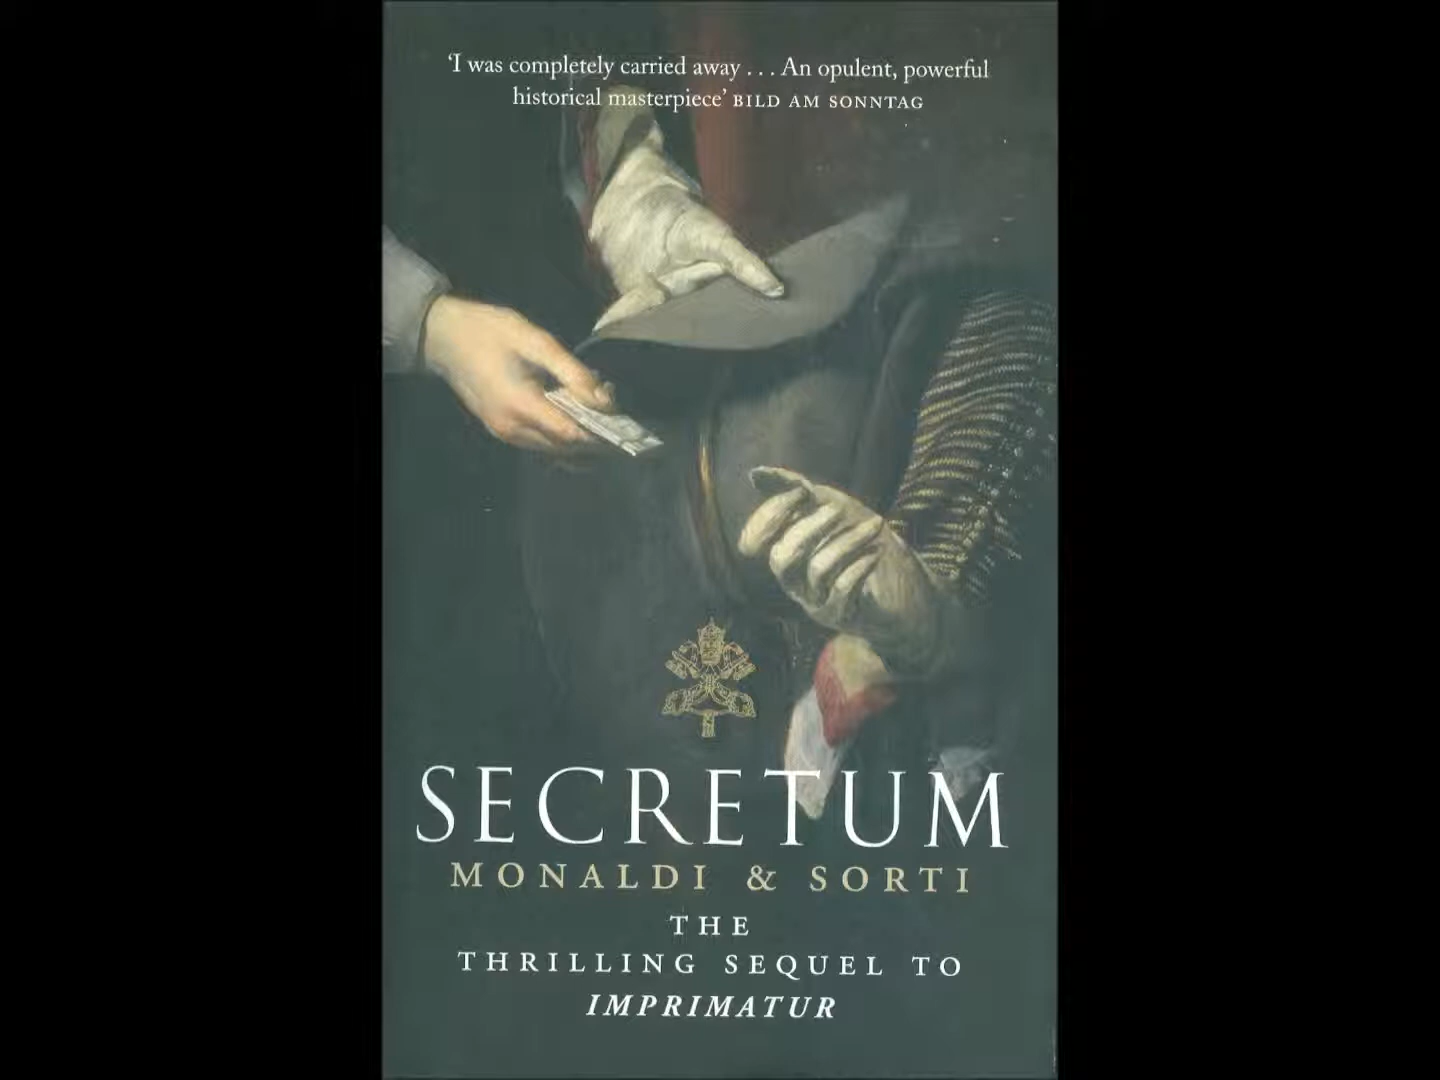 ‘I was completely carried away . . . An opulent, powerful
historical masterpiece’ BILD AM SONNTAG
SECRETUM
MONALDI & SORTI
THE
THRILLING SEQUEL TO
IMPRIMATUR